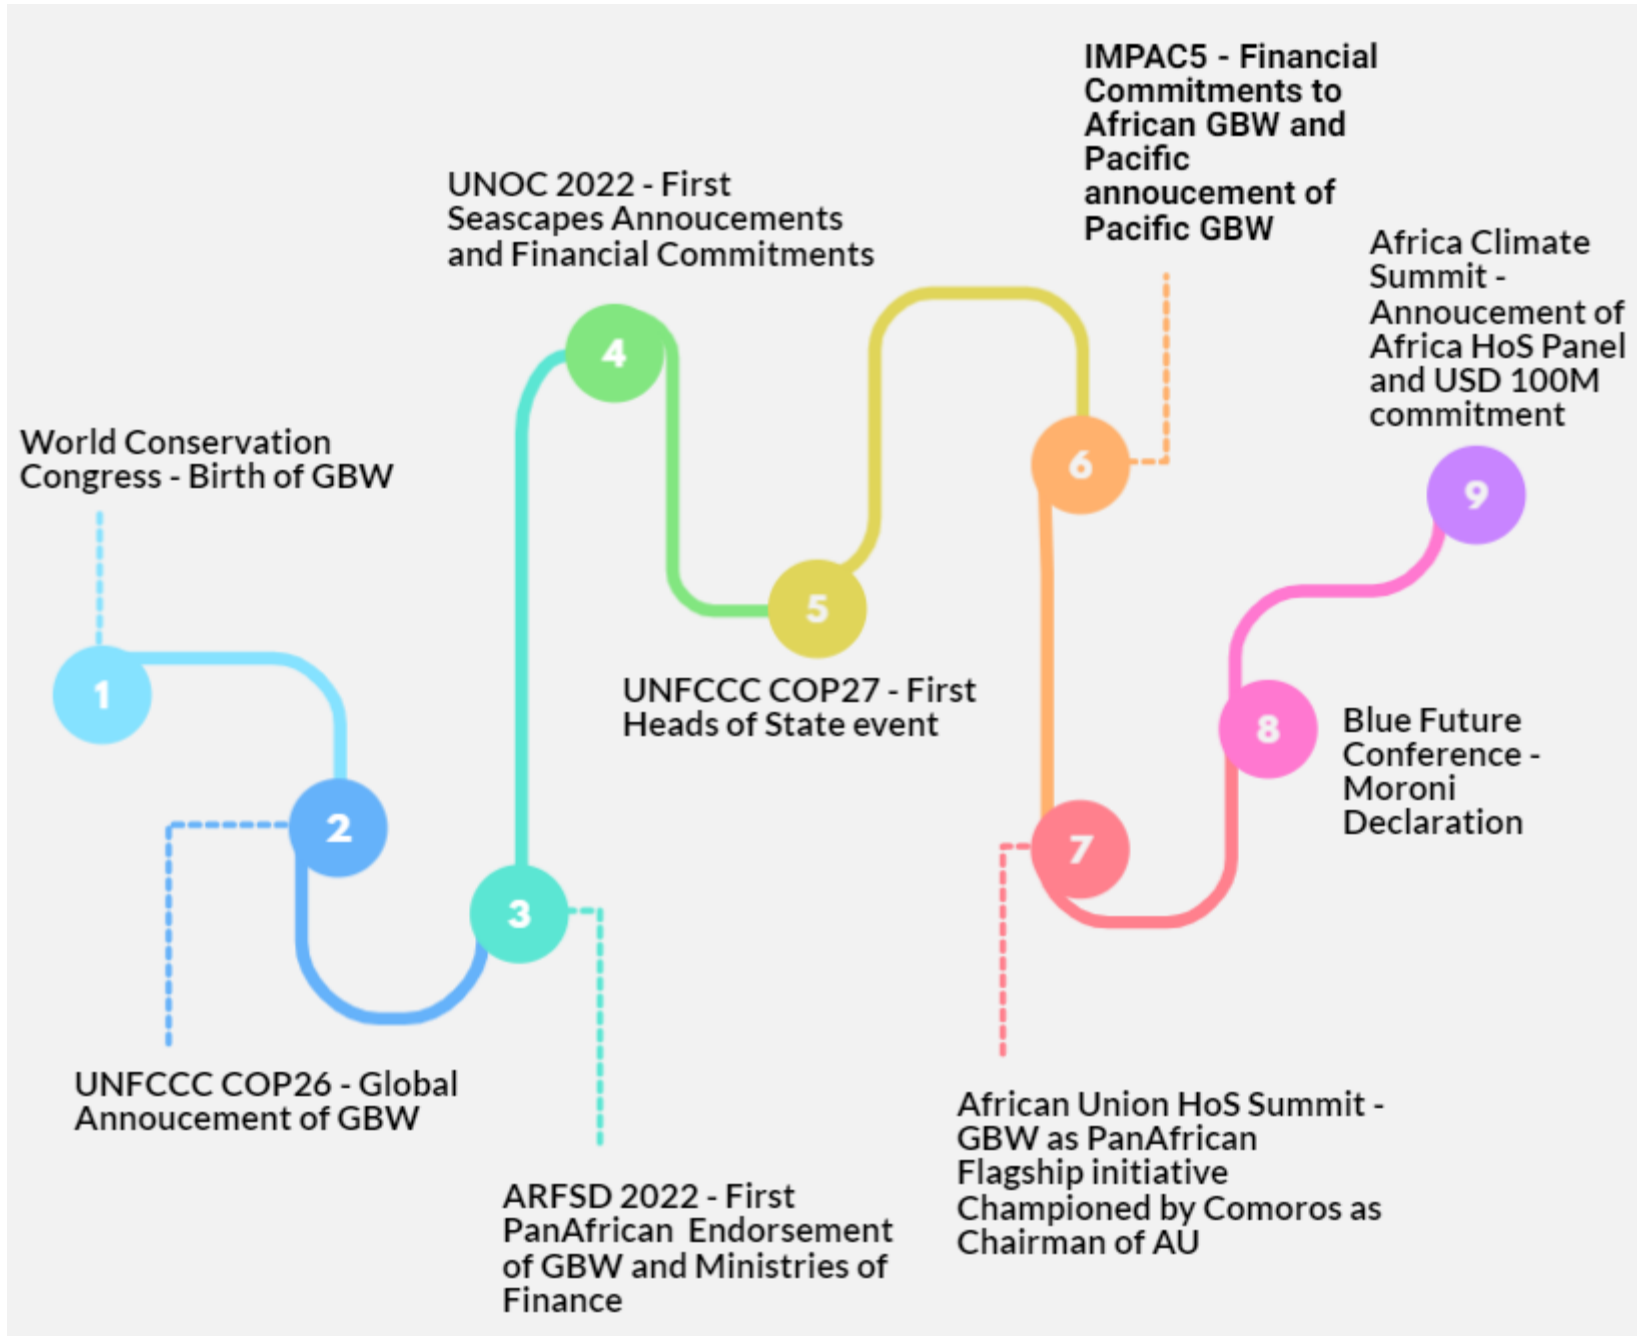 World Conservation
Congress - Birth of GBW
1
2
UNFCCC COP26 - Global
Annoucement of GBW
3
ARFSD 2022 - First
PanAfrican Endorsement
of GBW and Ministries of
Finance
UNOC 2022 - First
Seascapes Annoucements
and Financial Commitments
4
5
UNFCCC COP27 - First
Heads of State event
IMPAC5 - Financial
Commitments to
African GBW and
Pacific
annoucement of
Pacific GBW
6
7
African Union HoS Summit -
GBW as PanAfrican
Flagship initiative
Championed by Comoros as
Chairman of AU
8
Blue Future
Conference -
Moroni
Declaration
Africa Climate
Summit -
Annoucement of
Africa HoS Panel
and USD 100M
commitment
9